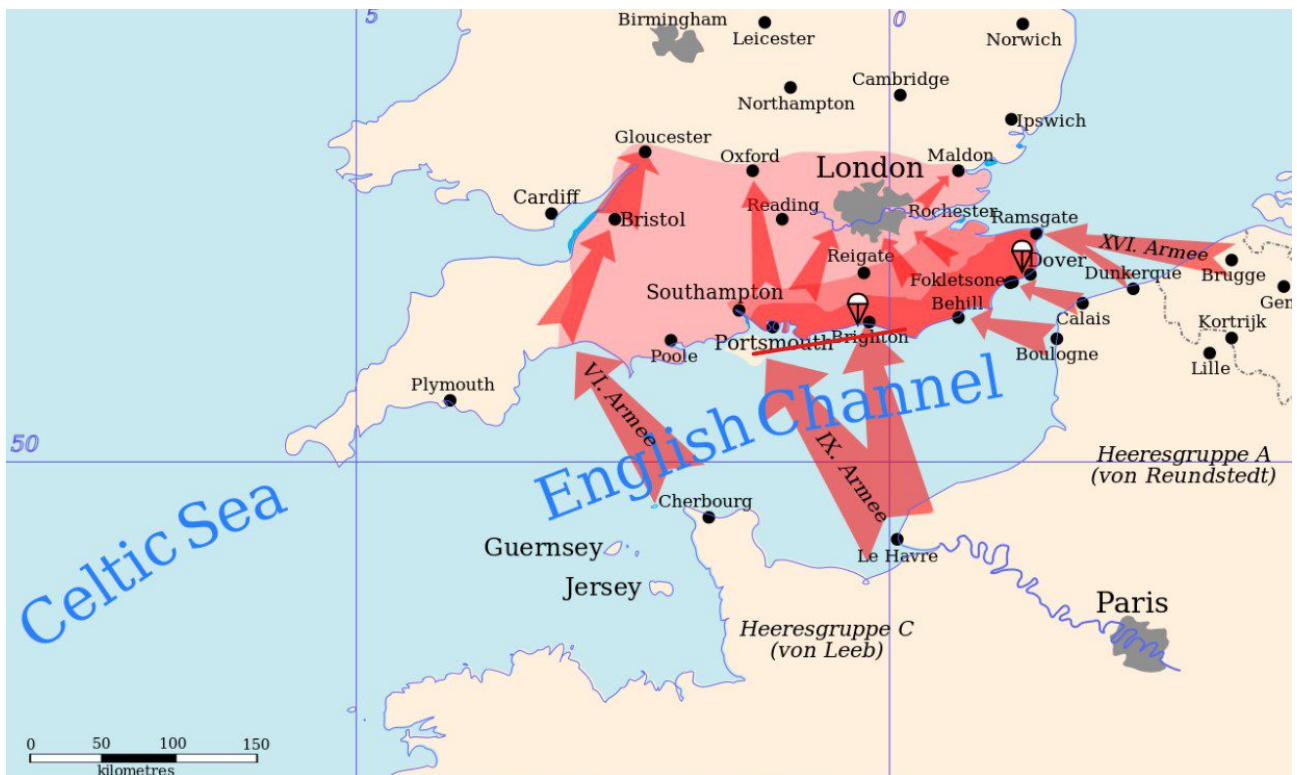 5
0
Birmingham
Leicester
Norwich
Cambridge
Northampton
Ipswich
Gloucester
Oxford
London
Maldon
Cardiff
Bristol
Reading
Rochester
Ramsgate
XVI. Armee
Reigate
Dover
Dunkerque
Brugge
Fokletsone
Gen
Southampton
Behill
Calais
Portsmouth
Brighton
Kortrijk
Poole
Boulogne
Lille
Plymouth
VI. Armee
English Channel
50
IX. Armee
Heeresgruppe A
(von Reundstedt)
Celtic Sea
Cherbourg
Guernsey
Le Havre
Jersey
Paris
Heeresgruppe C
(von Leeb)
0 50 100 150
kilometres